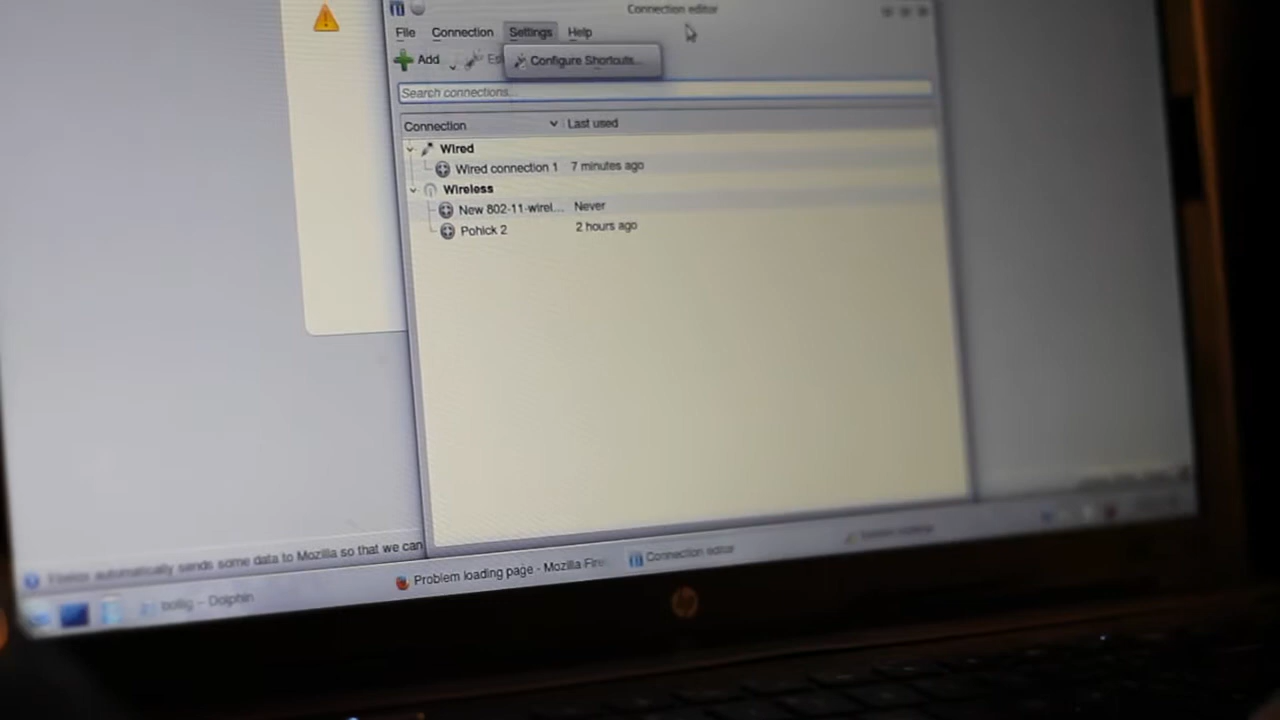 Connection editor
File Connection Settings Help
Add
Configure Shortcuts...
Search connections...
Connection Last used
Wired
Wired connection 1 7 minutes ago
Wireless
New 802-11-wirel... Never
Pohick 2 2 hours ago
Firefox automatically sends some data to Mozilla so that we can
Problem loading page - Mozilla Fire
Connection editor
bollig – Dolphin
hp